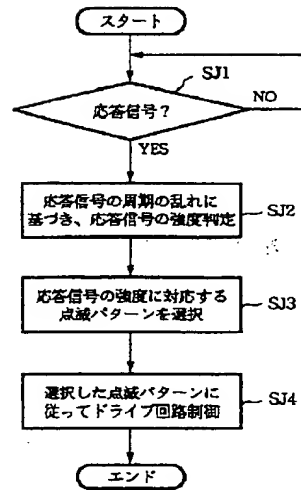 スタート
SJ1
応答信号？
NO
YES
応答信号の周期の乱れに
基づき、応答信号の強度判定
SJ2
応答信号の強度に対応する
点滅パターンを選択
SJ3
選択した点滅パターンに
従ってドライブ回路制御
SJ4
エンド